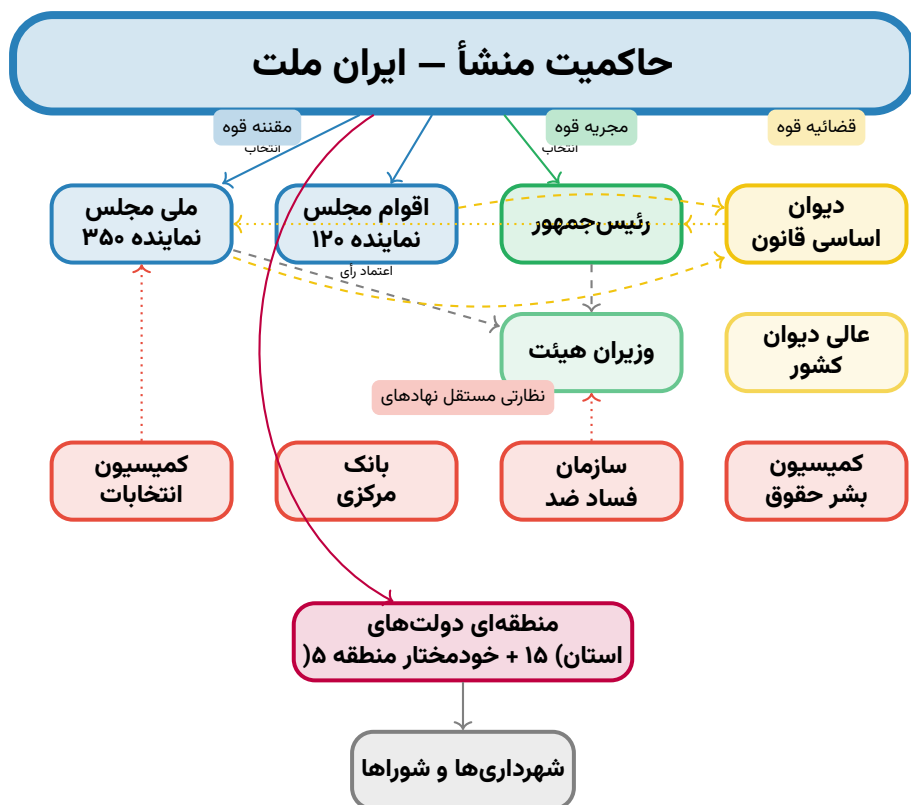 حاکمیت منشأ – ایران ملت
قضائیه قوه
مجریه قوه
مقننه قوه
انتخاب
انتخاب
دیوان
اساسی قانون
رئیس‌جمهور
اقوام مجلس
نماینده ۱۲۰
ملی مجلس
نماینده ۳۵۰
اعتماد رأی
عالی دیوان
کشور
وزیران هیئت
نظارتی مستقل نهادهای
کمیسیون
بشر حقوق
سازمان
فساد ضد
بانک
مرکزی
کمیسیون
انتخابات
منطقه‌ای دولت‌های
استان) ۱۵ + خودمختار منطقه ۵(
شهرداری‌ها و شوراها